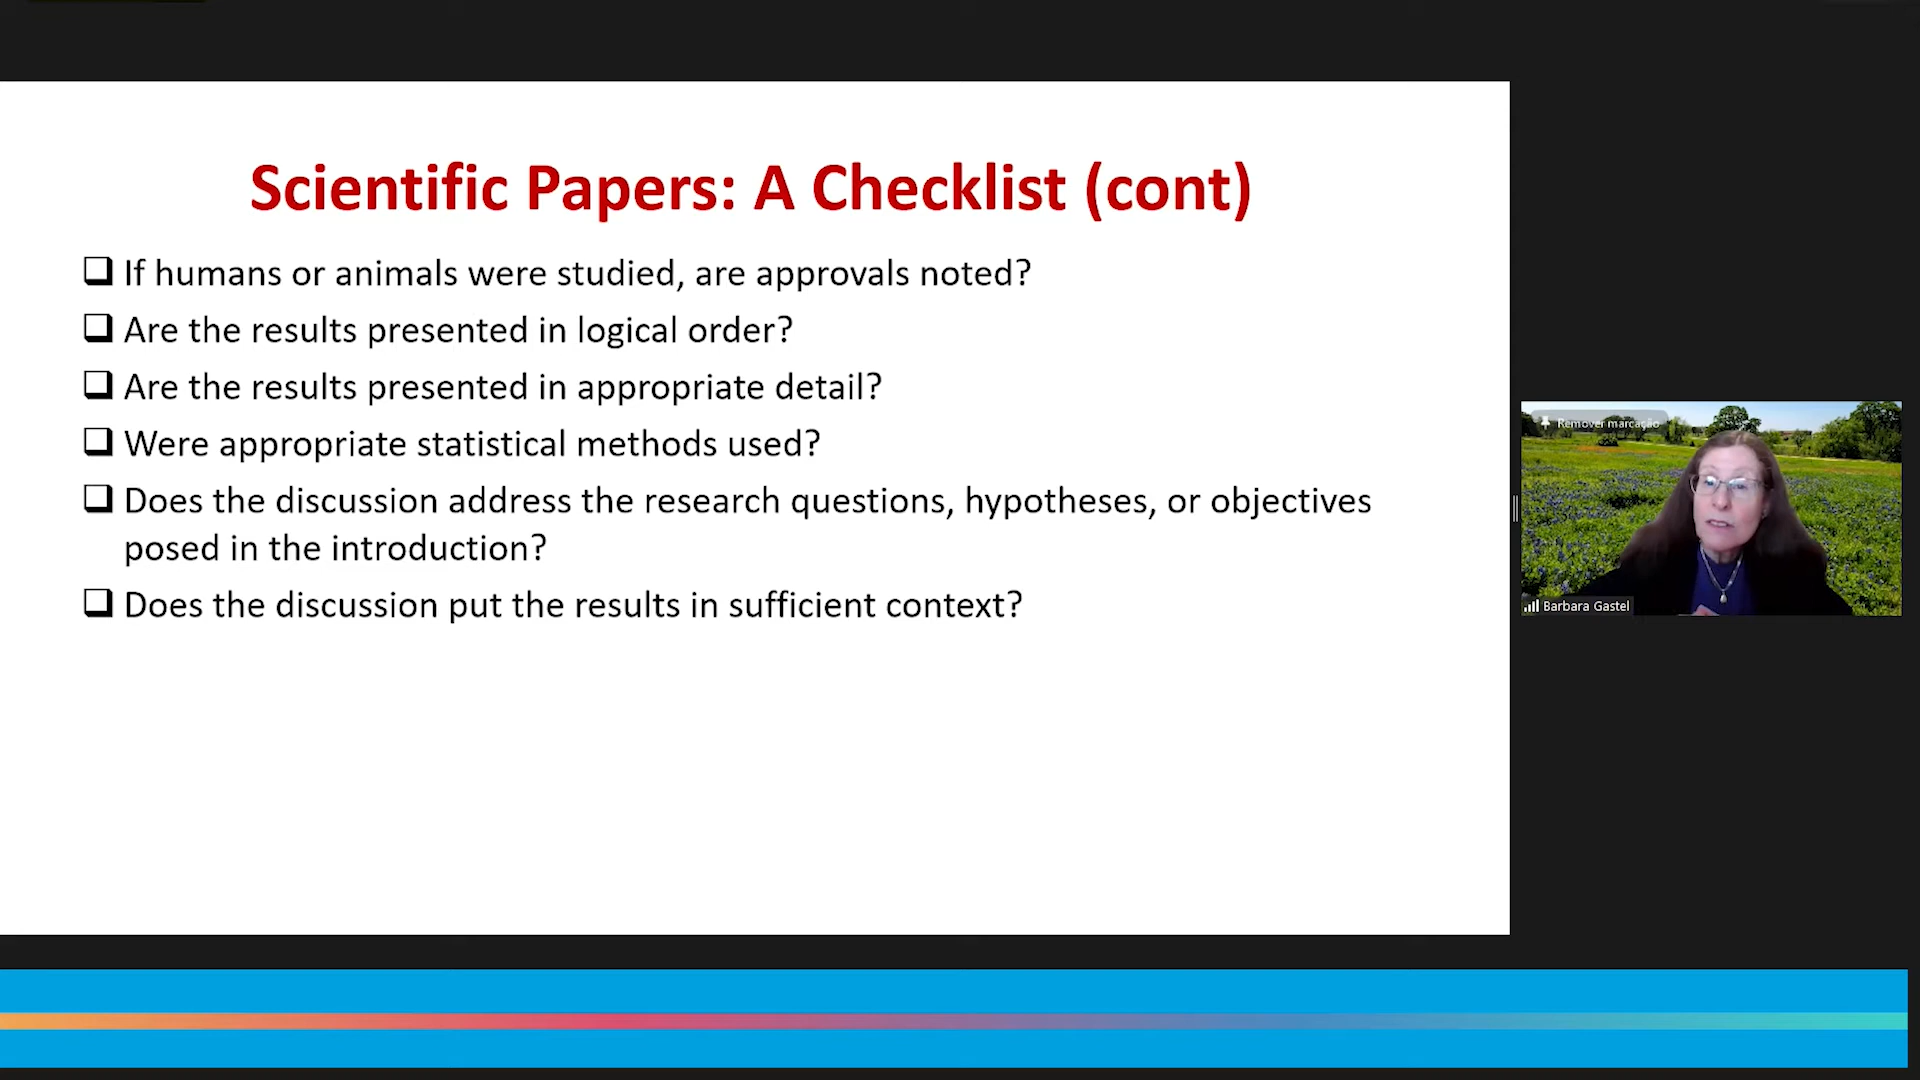 Scientific Papers: A Checklist (cont)
If humans or animals were studied, are approvals noted?
Are the results presented in logical order?
Are the results presented in appropriate detail?
Were appropriate statistical methods used?
Does the discussion address the research questions, hypotheses, or objectives
posed in the introduction?
Does the discussion put the results in sufficient context?
Remover marcação
Barbara Gastel